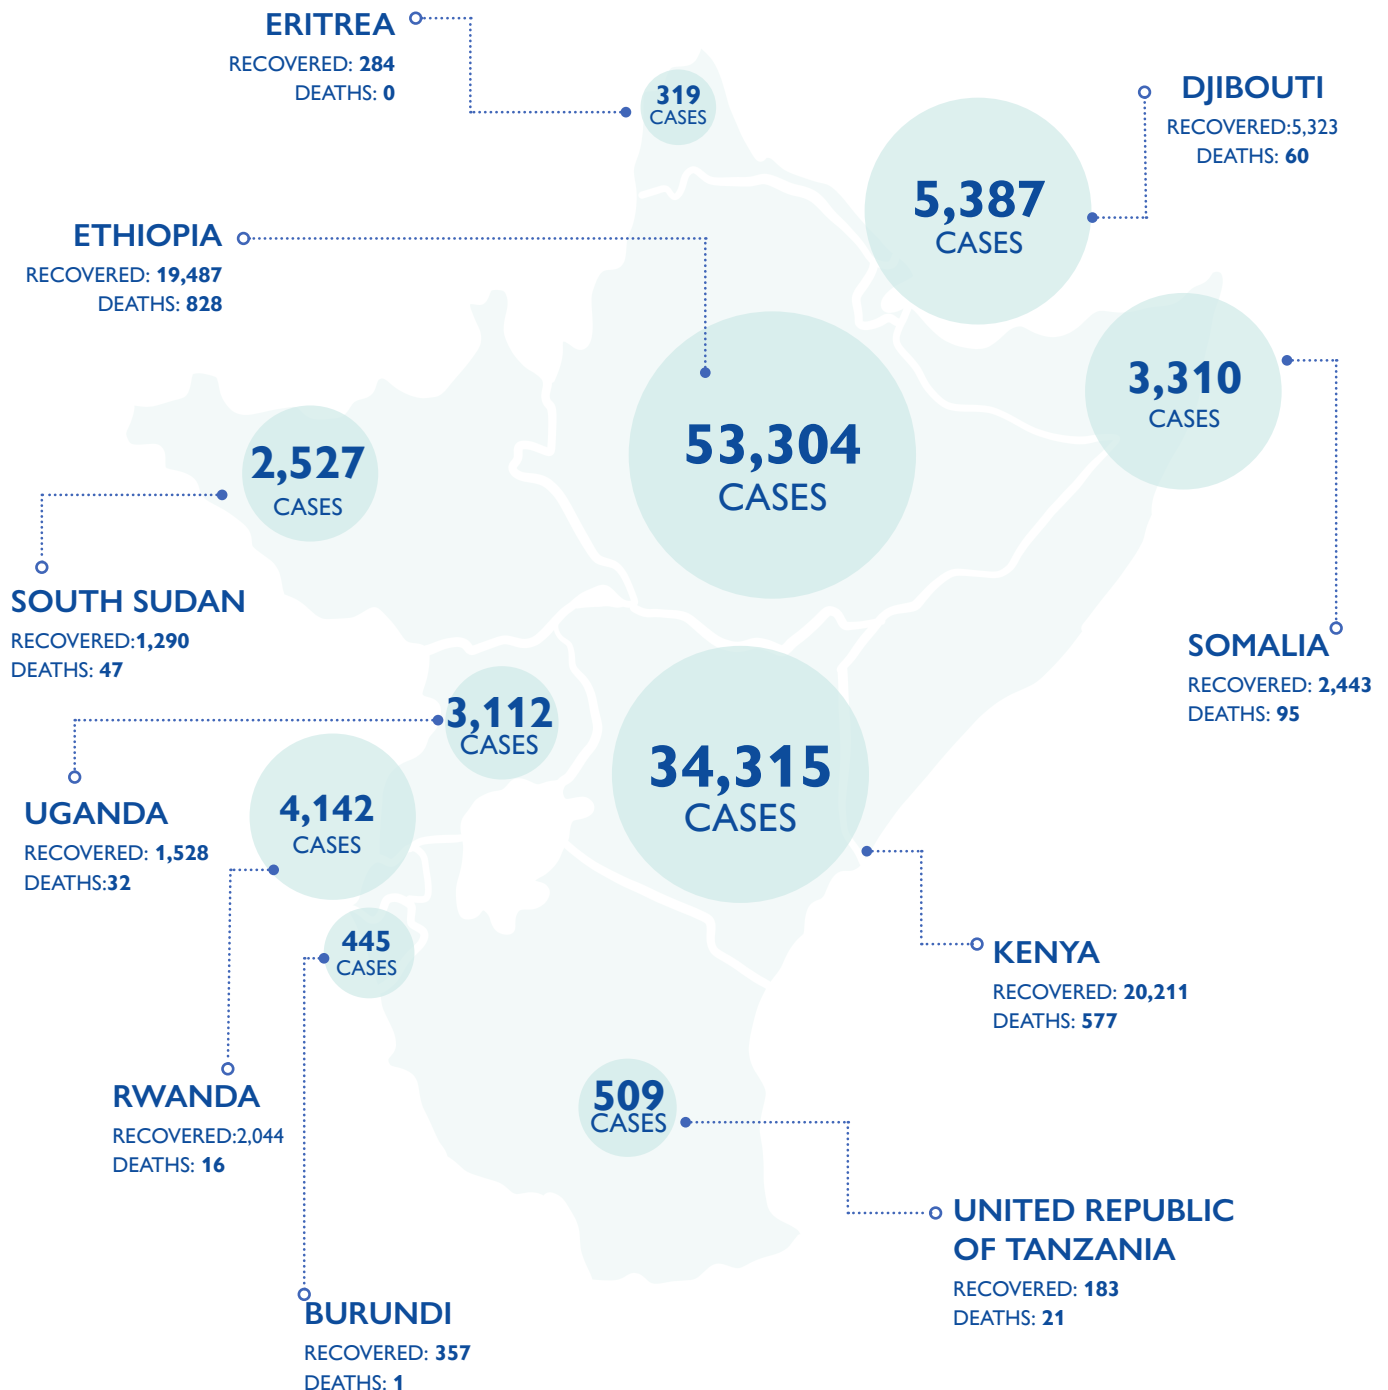 ERITREA
RECOVERED: 284
DEATHS: 0
319
CASES
DJIBOUTI
RECOVERED:5,323
DEATHS: 60
5,387
CASES
ETHIOPIA
RECOVERED: 19,487
DEATHS: 828
53,304
CASES
3,310
CASES
2,527
CASES
SOUTH SUDAN
RECOVERED:1,290
DEATHS: 47
SOMALIA
RECOVERED: 2,443
DEATHS: 95
3,112
CASES
34,315
CASES
UGANDA
RECOVERED: 1,528
DEATHS:32
4,142
CASES
445
CASES
KENYA
RECOVERED: 20,211
DEATHS: 577
RWANDA
RECOVERED:2,044
DEATHS: 16
509
CASES
UNITED REPUBLIC
OF TANZANIA
RECOVERED: 183
DEATHS: 21
BURUNDI
RECOVERED: 357
DEATHS: 1